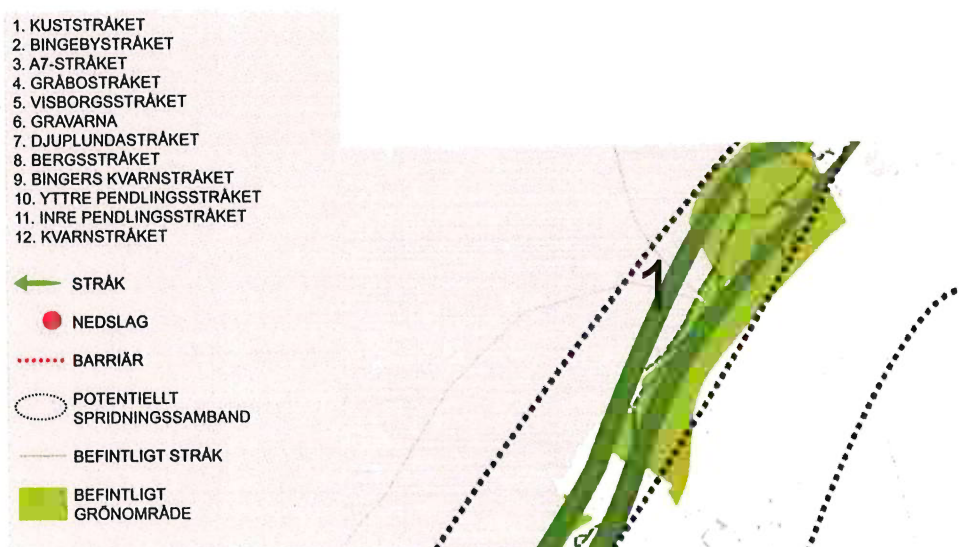 1. KUSTSTRÅKET
2. BINGEBYSTRÅKET
3. A7-STRÅKET
4. GRÅBOSTRÅKET
5. VISBORGSSTRÅKET
6. GRAVARNA
7. DJUPLUNDASTRÅKET
8. BERGSSTRÅKET
9. BINGERS KVARNSTRÅKET
10. YTTRE PENDLINGSSTRÅKET
11. INRE PENDLINGSSTRÅKET
12. KVARNSTRÅKET
STRÅK
NEDSLAG
BARRIÄR
POTENTIELLT
SPRIDNINGSSAMBAND
BEFINTLIGT STRÅK
BEFINTLIGT
GRÖNOMRÅDE
1